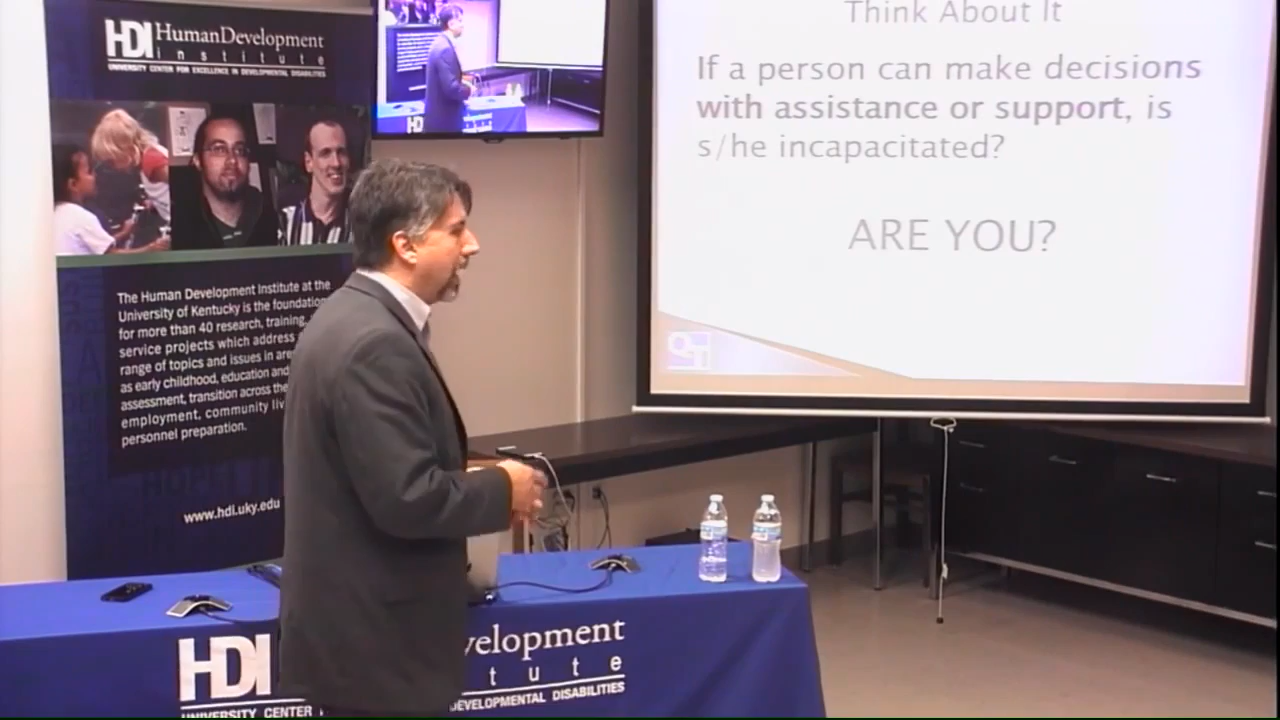 HDI HumanDevelopment
institute
UNIVERSITY CENTER FOR EXCELLENCE IN DEVELOPMENTAL DISABILITIES
The Human Development Institute at the
University of Kentucky is the foundation
for more than 40 research, training,
service projects which address
range of topics and issues in
as early childhood, education and
assessment, transition across the
employment, community
personnel preparation.
www.hdi.uky.edu
Think About It
If a person can make decisions
with assistance or support, is
s/he incapacitated?
ARE YOU?
HDI velopment
tute
UNIVERSITY CENTER DEVELOPMENTAL DISABILITIES